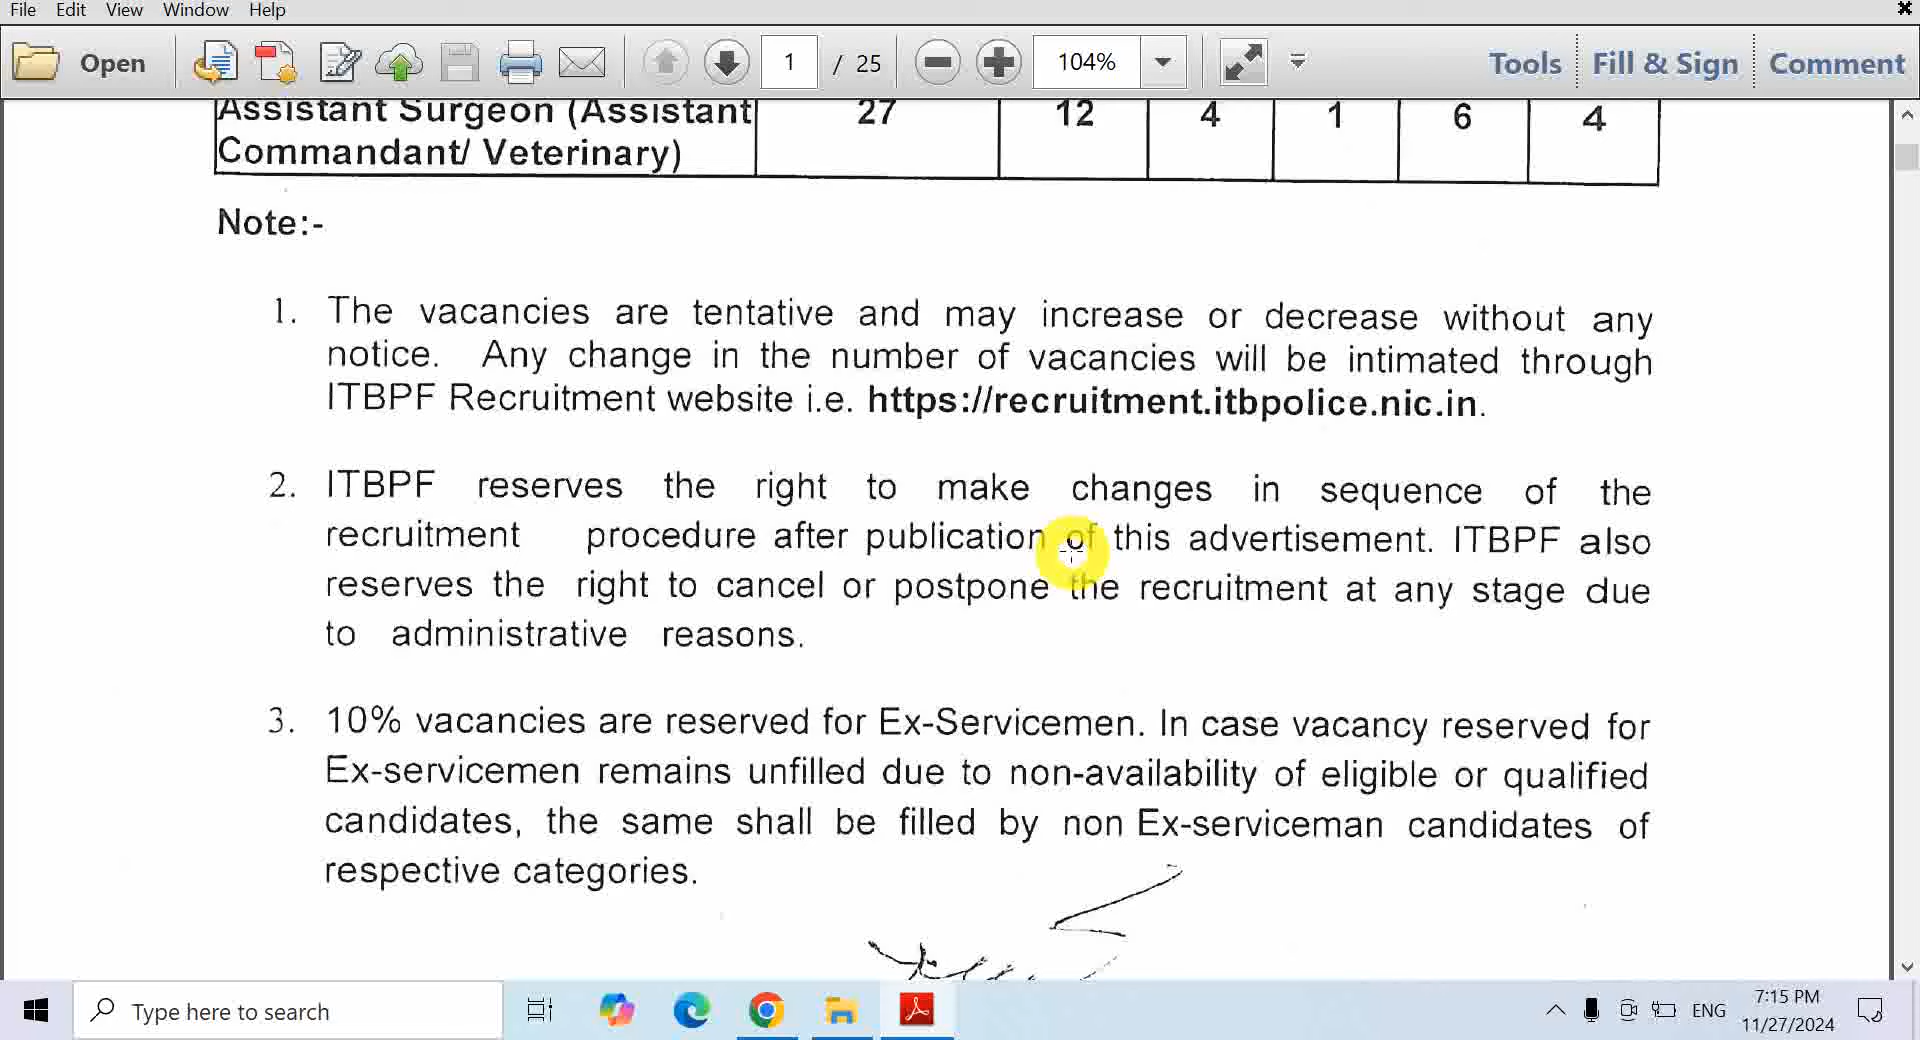 File Edit View Window Help
Open 1 / 25 104% Tools Fill & Sign Comment
Assistant Surgeon (Assistant 27 12 4 1 6 4
Commandant/ Veterinary)
Note:-
1. The vacancies are tentative and may increase or decrease without any
notice. Any change in the number of vacancies will be intimated through
ITBPF Recruitment website i.e. https://recruitment.itbpolice.nic.in.
2. ITBPF reserves the right to make changes in sequence of the
recruitment procedure after publication of this advertisement. ITBPF also
reserves the right to cancel or postpone the recruitment at any stage due
to administrative reasons.
3. 10% vacancies are reserved for Ex-Servicemen. In case vacancy reserved for
Ex-servicemen remains unfilled due to non-availability of eligible or qualified
candidates, the same shall be filled by non Ex-serviceman candidates of
respective categories.
Type here to search
ENG
7:15 PM
11/27/2024